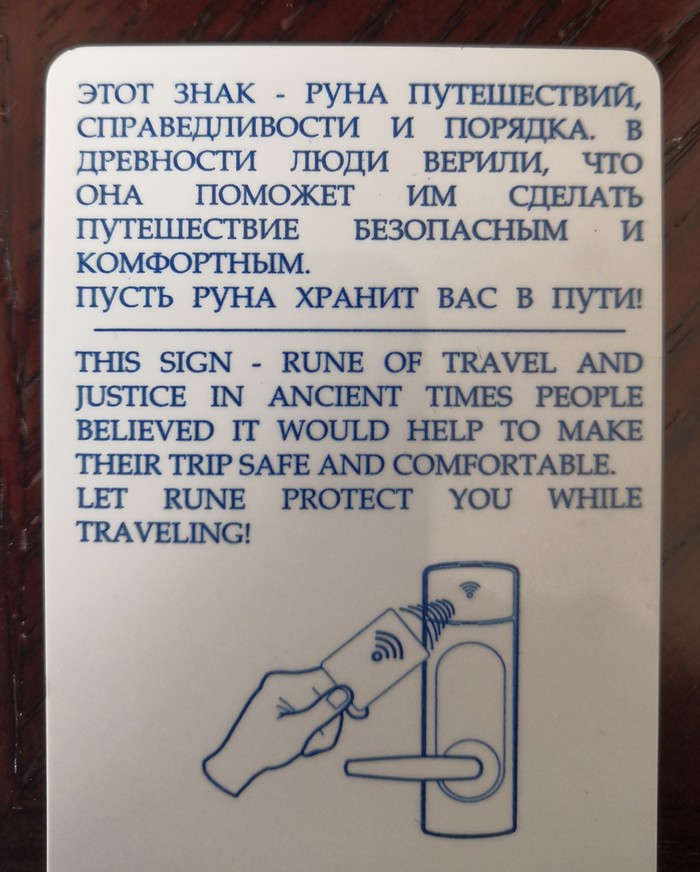 ЭТОТ ЗНАК - РУНА ПУТЕШЕСТВИЙ,
СПРАВЕДЛИВОСТИ И ПОРЯДКА. В
ДРЕВНОСТИ ЛЮДИ ВЕРИЛИ, ЧТО
ОНА ПОМОЖЕТ ИМ СДЕЛАТЬ
ПУТЕШЕСТВИЕ БЕЗОПАСНЫМ И
КОМФОРТНЫМ.
ПУСТЬ РУНА ХРАНИТ ВАС В ПУТИ!
THIS SIGN - RUNE OF TRAVEL AND
JUSTICE IN ANCIENT TIMES PEOPLE
BELIEVED IT WOULD HELP TO MAKE
THEIR TRIP SAFE AND COMFORTABLE.
LET RUNE PROTECT YOU WHILE
TRAVELING!